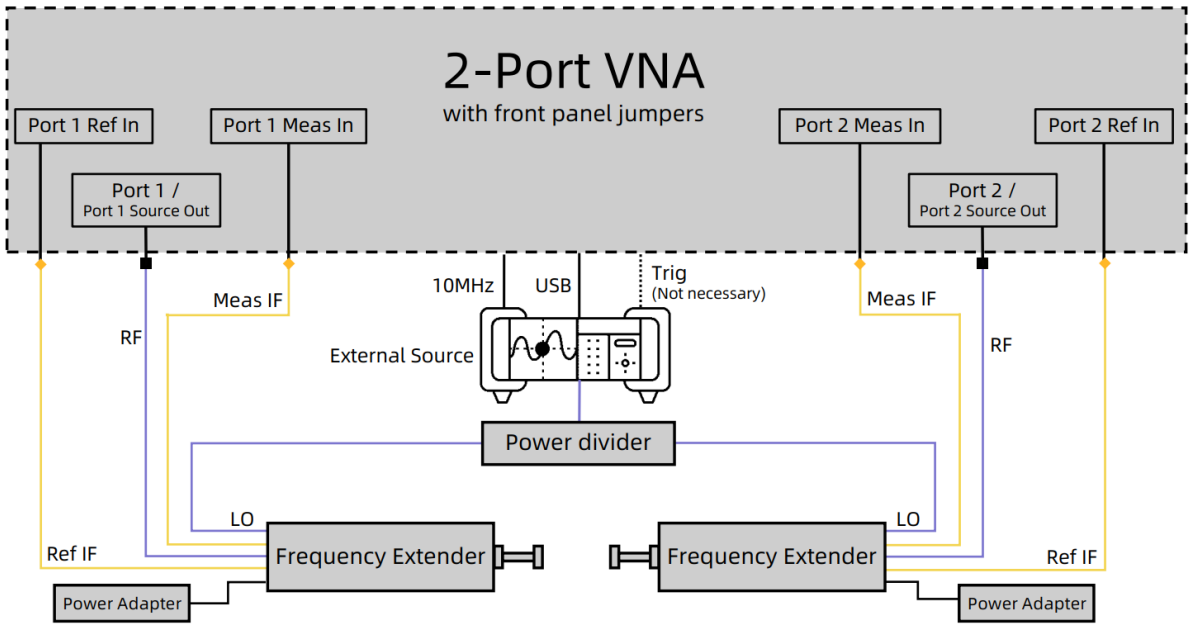 2-Port VNA
with front panel jumpers
Port 1 Ref In
Port 1 Meas In
Port 2 Meas In
Port 2 Ref In
Port 1 /
Port 1 Source Out
Port 2 /
Port 2 Source Out
10MHz
USB
Trig
(Not necessary)
Meas IF
Meas IF
RF
RF
External Source
Power divider
LO
LO
Ref IF
Frequency Extender
Frequency Extender
Ref IF
Power Adapter
Power Adapter